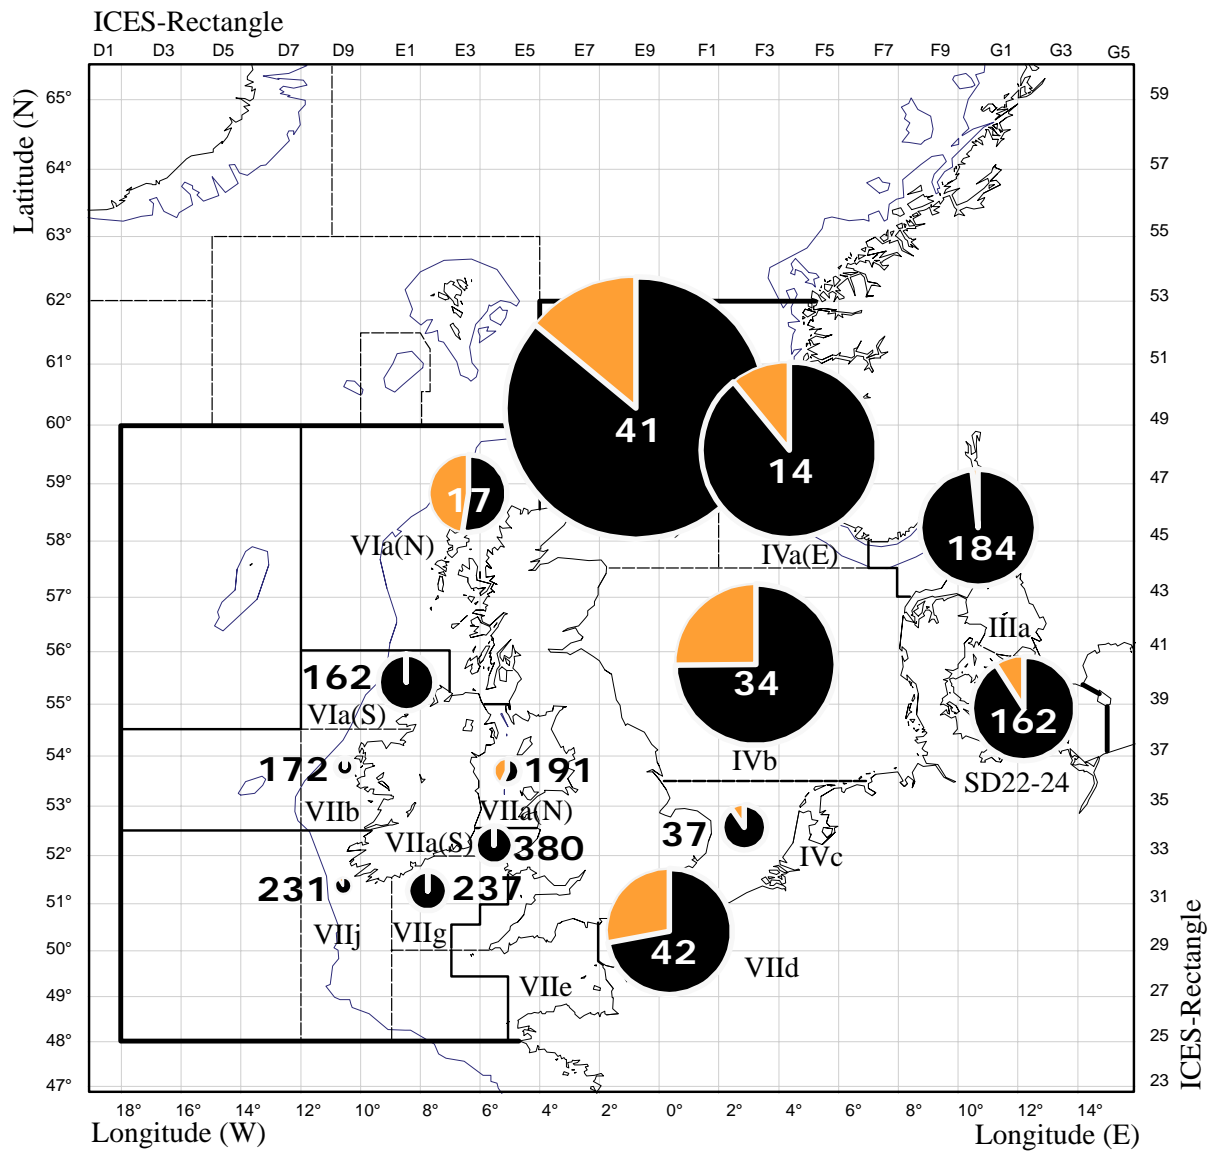 ICES-Rectangle
D1 D3 D5 D7 D9 E1 E3 E5 E7 E9 F1 F3 F5 F7 F9 G1 G3 G5
Latitude (N)
65° 59
64° 57
63° 55
62° 53
61° 51
60° 49
41
14
59° 47
17
58° 45
184
VIa(N)
IVa(E)
57° 43
IIIa
56° 41
162
34
55° 39
VIa(S)
162
54° 37
IVb
172
191
SD22-24
53° 35
VIIb
VIIa(N)
37
VIIa(S)
380
52° 33
IVc
231
237
51° 31
VIIj
VIIg
50° 29
42
VIId
VIIe
49° 27
48° 25
47° 23
ICES-Rectangle
18° 16° 14° 12° 10° 8° 6° 4° 2° 0° 2° 4° 6° 8° 10° 12° 14°
Longitude (W)
Longitude (E)